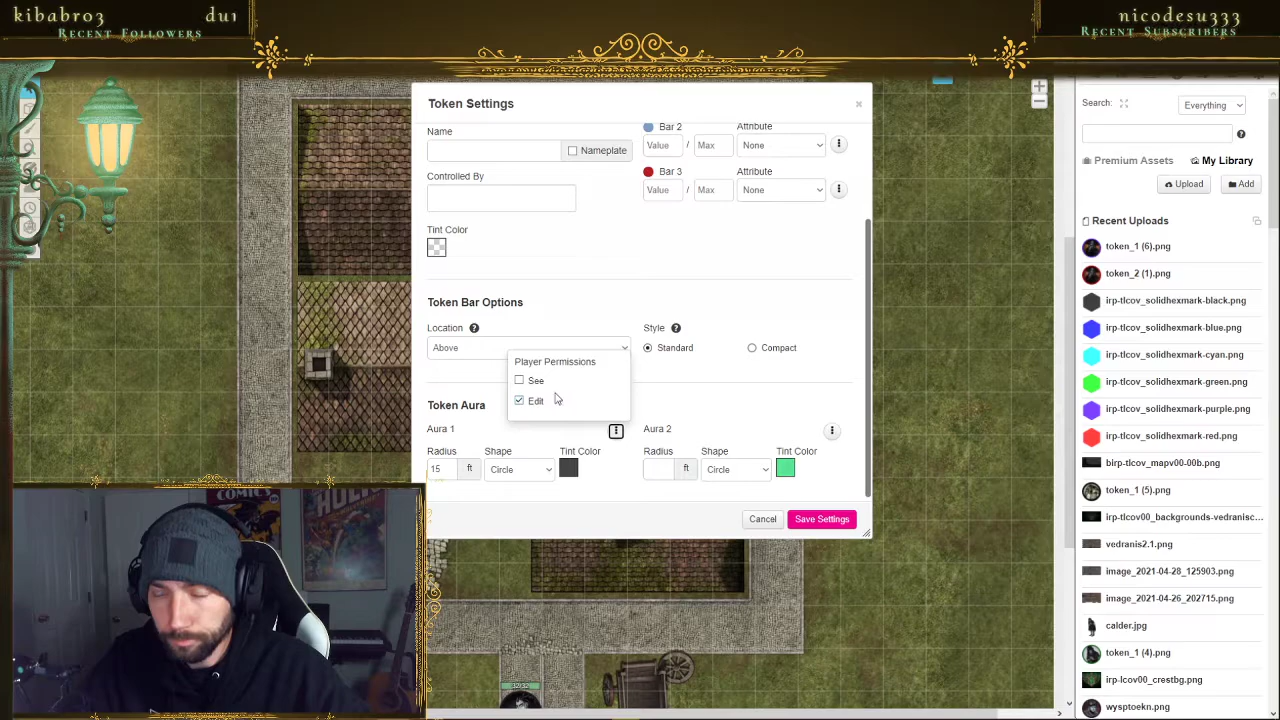 kibabro3
du1
Recent Followers
nicodesu333
Recent Subscribers
Token Settings
×
Name
Nameplate
Controlled By
Tint Color
Bar 2
Attribute
Value / Max
None
Bar 3
Attribute
Value / Max
None
Token Bar Options
Location
Above
Style
Standard
Compact
Player Permissions
See
Edit
Token Aura
Aura 1
Radius
Shape
Tint Color
15 ft
Circle
Aura 2
Radius
Shape
Tint Color
ft
Circle
Cancel
Save Settings
Search:
Everything
Premium Assets
My Library
Upload
Add
Recent Uploads
token_1 (6).png
token_2 (1).png
irp-tlcov_solidhexmark-black.png
irp-tlcov_solidhexmark-blue.png
irp-tlcov_solidhexmark-cyan.png
irp-tlcov_solidhexmark-green.png
irp-tlcov_solidhexmark-purple.png
irp-tlcov_solidhexmark-red.png
birp-tlcov_mapv00-00b.png
token_1 (5).png
irp-tlcov00_backgrounds-vedranisc...
vedranis2.1.png
image_2021-04-28_125903.png
image_2021-04-26_202715.png
calder.jpg
token_1 (4).png
irp-lcov00_crestbg.png
wysptoekn.png
COMICS